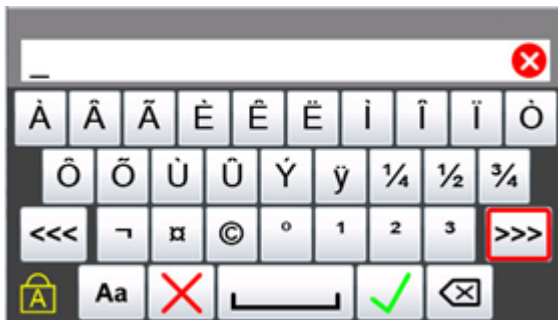 _
À Â Ã È Ê Ë Ì Î Ï Ò
Ô Õ Ù Û Ý ÿ ¼ ½ ¾
<<< ¬ ¤ © º ¹ ² ³ >>>
A Aa